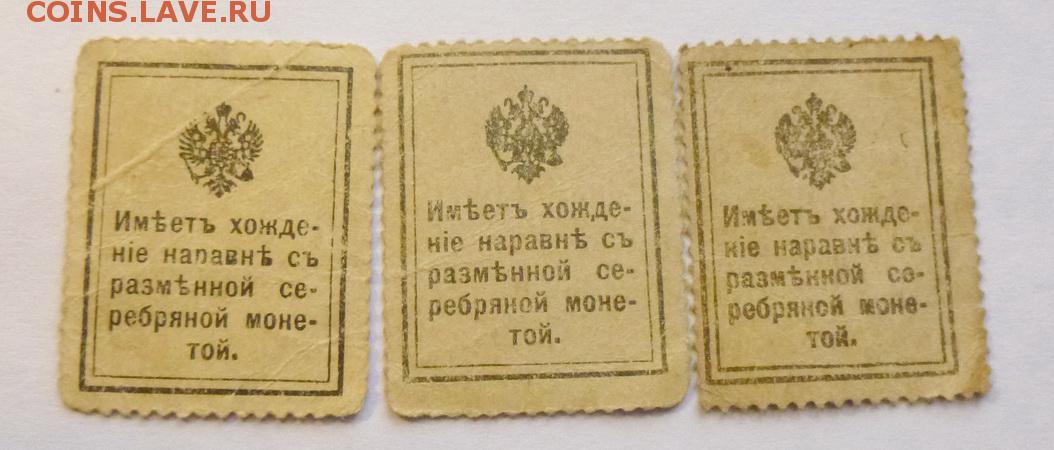 COINS.LAVE.RU
Имѣетъ хожде-
ніе наравнѣ съ
размѣнной се-
ребряной моне-
той.
Имѣетъ хожде-
ніе наравнѣ съ
размѣнной се-
ребряной моне-
той.
Имѣетъ хожде-
ніе наравнѣ съ
размѣнной се-
ребряной моне-
той.